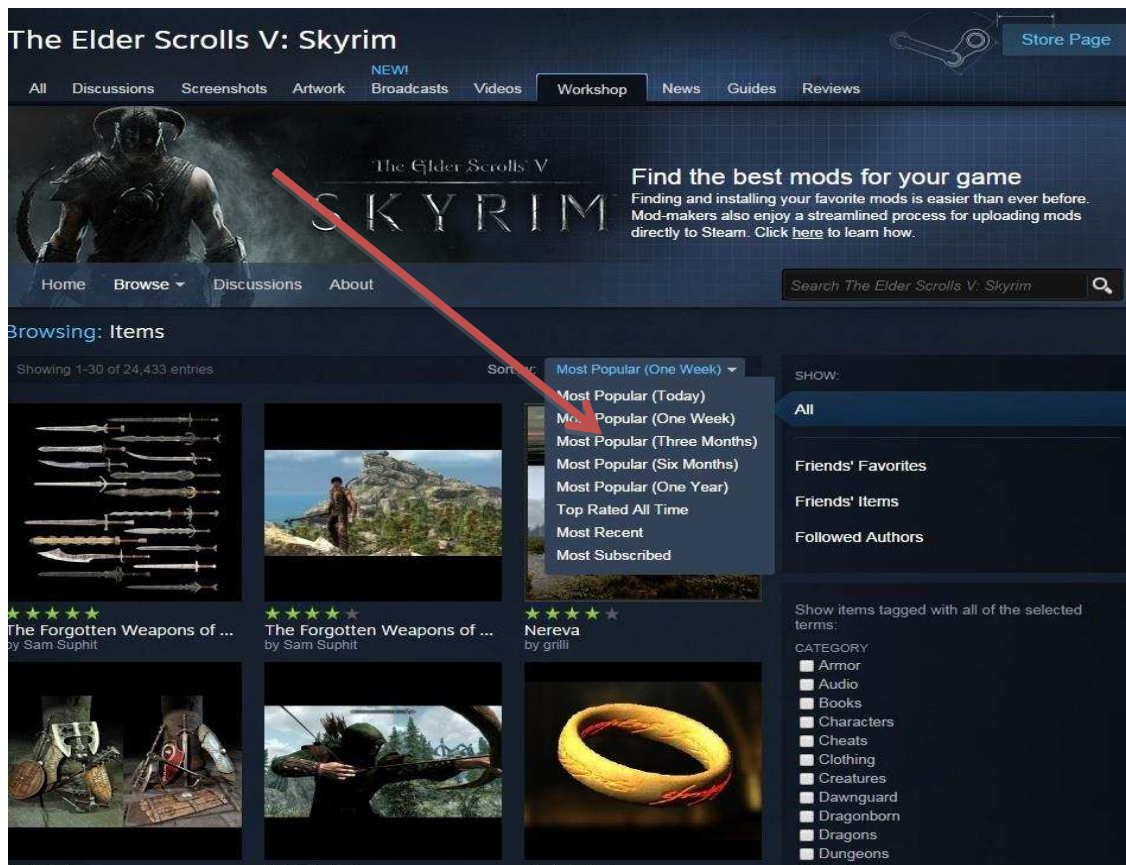 The Elder Scrolls V: Skyrim
Store Page
NEW!
All Discussions Screenshots Artwork Broadcasts Videos Workshop News Guides Reviews
The Elder Scrolls V
SKYRIM
Find the best mods for your game
Finding and installing your favorite mods is easier than ever before.
Mod-makers also enjoy a streamlined process for uploading mods
directly to Steam. Click here to learn how.
Home Browse Discussions About
Search The Elder Scrolls V: Skyrim
Browsing: Items
Showing 1-30 of 24,433 entries
Sort by: Most Popular (One Week)
Most Popular (Today)
Most Popular (One Week)
Most Popular (Three Months)
Most Popular (Six Months)
Most Popular (One Year)
Top Rated All Time
Most Recent
Most Subscribed
SHOW:
All
Friends' Favorites
Friends' Items
Followed Authors
The Forgotten Weapons of ...
by Sam Suphit
The Forgotten Weapons of ...
by Sam Suphit
Nereva
by grilli
Show items tagged with all of the selected
terms:
CATEGORY
Armor
Audio
Books
Characters
Cheats
Clothing
Creatures
Dawnguard
Dragonborn
Dragons
Dungeons